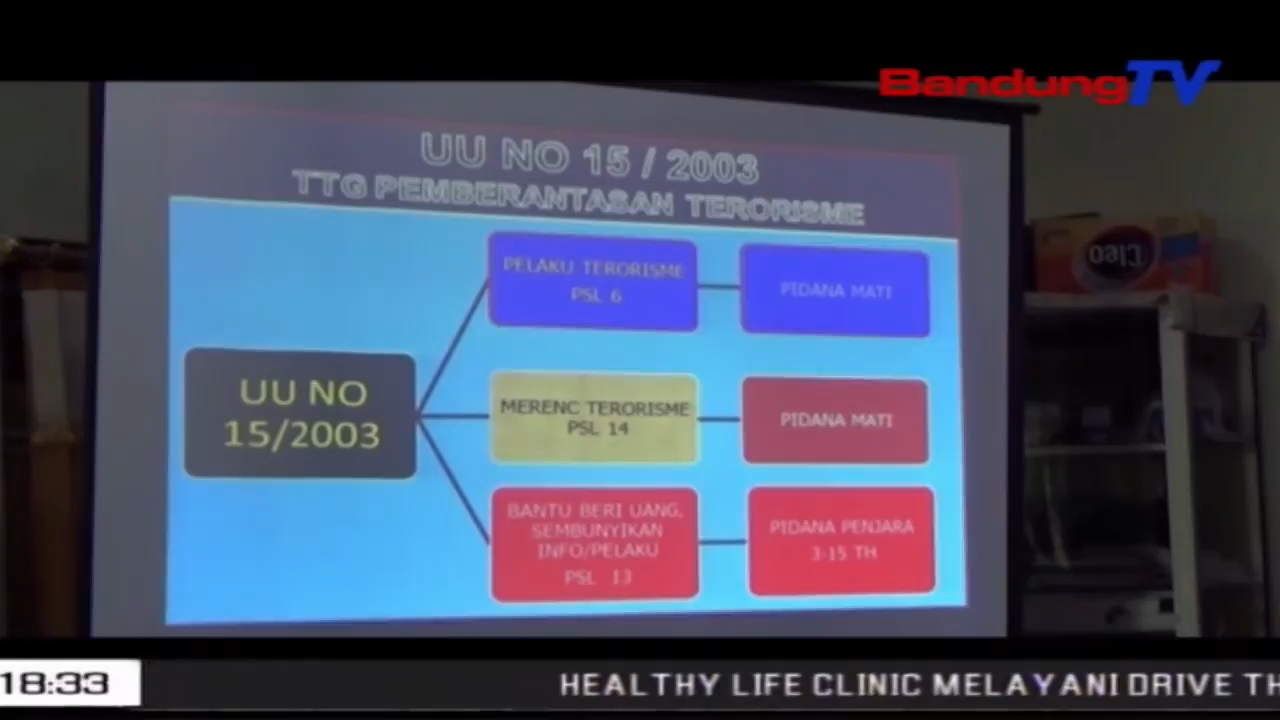 BandungTV
UU NO 15 / 2003
TTG PEMBERANTASAN TERORISME
PELAKU TERORISME
PSL 6
PIDANA MATI
UU NO
15/2003
MERENC TERORISME
PSL 14
PIDANA MATI
BANTU BERI UANG,
SEMBUNYIKAN
INFO/PELAKU
PSL 13
PIDANA PENJARA
3-15 TH
Cleo
18:33
HEALTHY LIFE CLINIC MELAYANI DRIVE TH